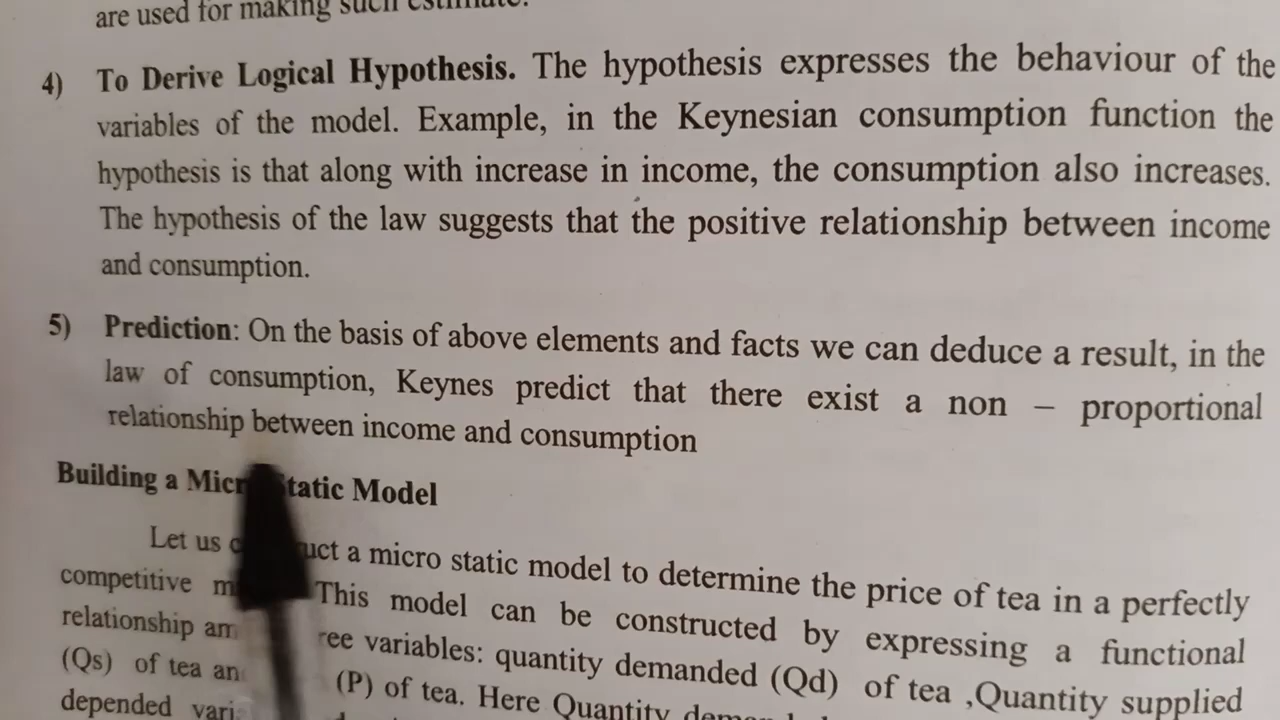 are used for making such estimate.
4) To Derive Logical Hypothesis. The hypothesis expresses the behaviour of the
variables of the model. Example, in the Keynesian consumption function the
hypothesis is that along with increase in income, the consumption also increases.
The hypothesis of the law suggests that the positive relationship between income
and consumption.
5) Prediction: On the basis of above elements and facts we can deduce a result, in the
law of consumption, Keynes predict that there exist a non – proportional
relationship between income and consumption
Building a Micr Static Model
Let us uct a micro static model to determine the price of tea in a perfectly
competitive This model can be constructed by expressing a functional
relationship ree variables: quantity demanded (Qd) of tea ,Quantity supplied
(Qs) of tea (P) of tea. Here Quantity
depended